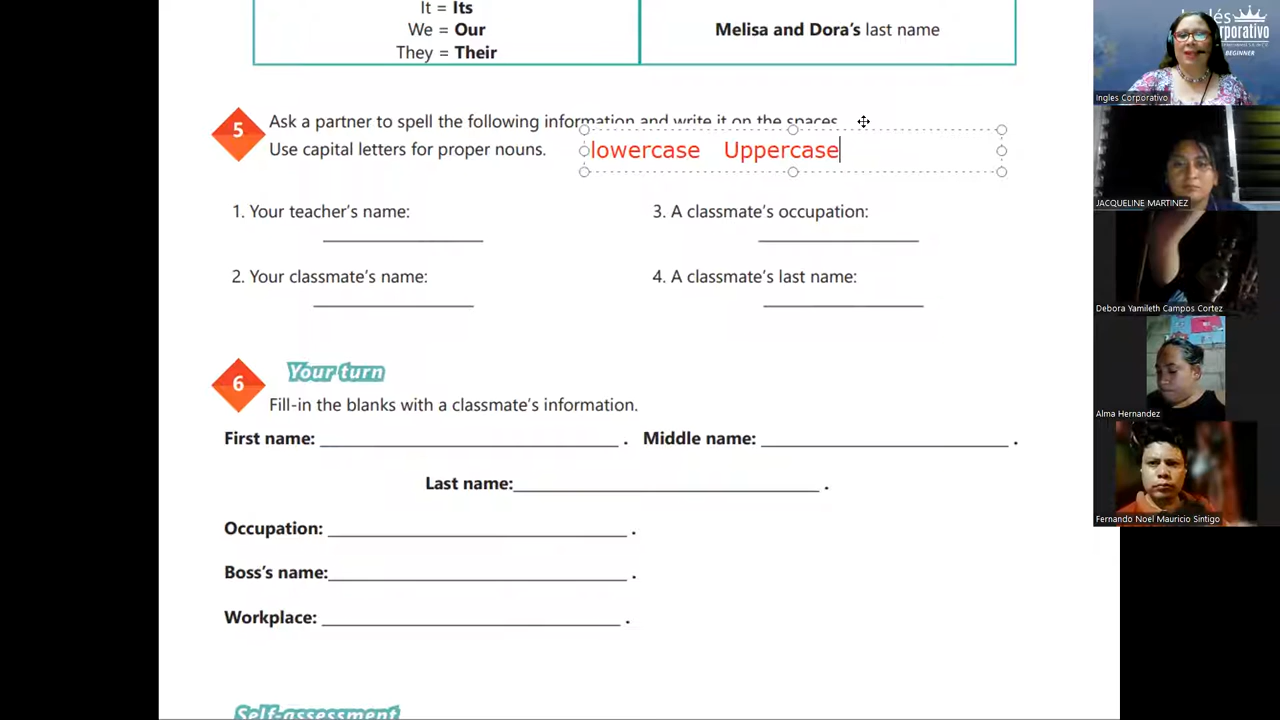 It = Its
We = Our
They = Their
Melisa and Dora's last name
5
Ask a partner to spell the following information and write it on the spaces.
Use capital letters for proper nouns.
lowercase Uppercase
1. Your teacher's name:
3. A classmate's occupation:
2. Your classmate's name:
4. A classmate's last name:
6
Your turn
Fill-in the blanks with a classmate's information.
First name: . Middle name: .
Last name: .
Occupation: .
Boss's name: .
Workplace: .
Self-assessment
BEGINNER
Ingles Corporativo
JACQUELINE MARTINEZ
Debora Yamileth Campos Cortez
Alma Hernandez
Fernando Noel Mauricio Sintigo